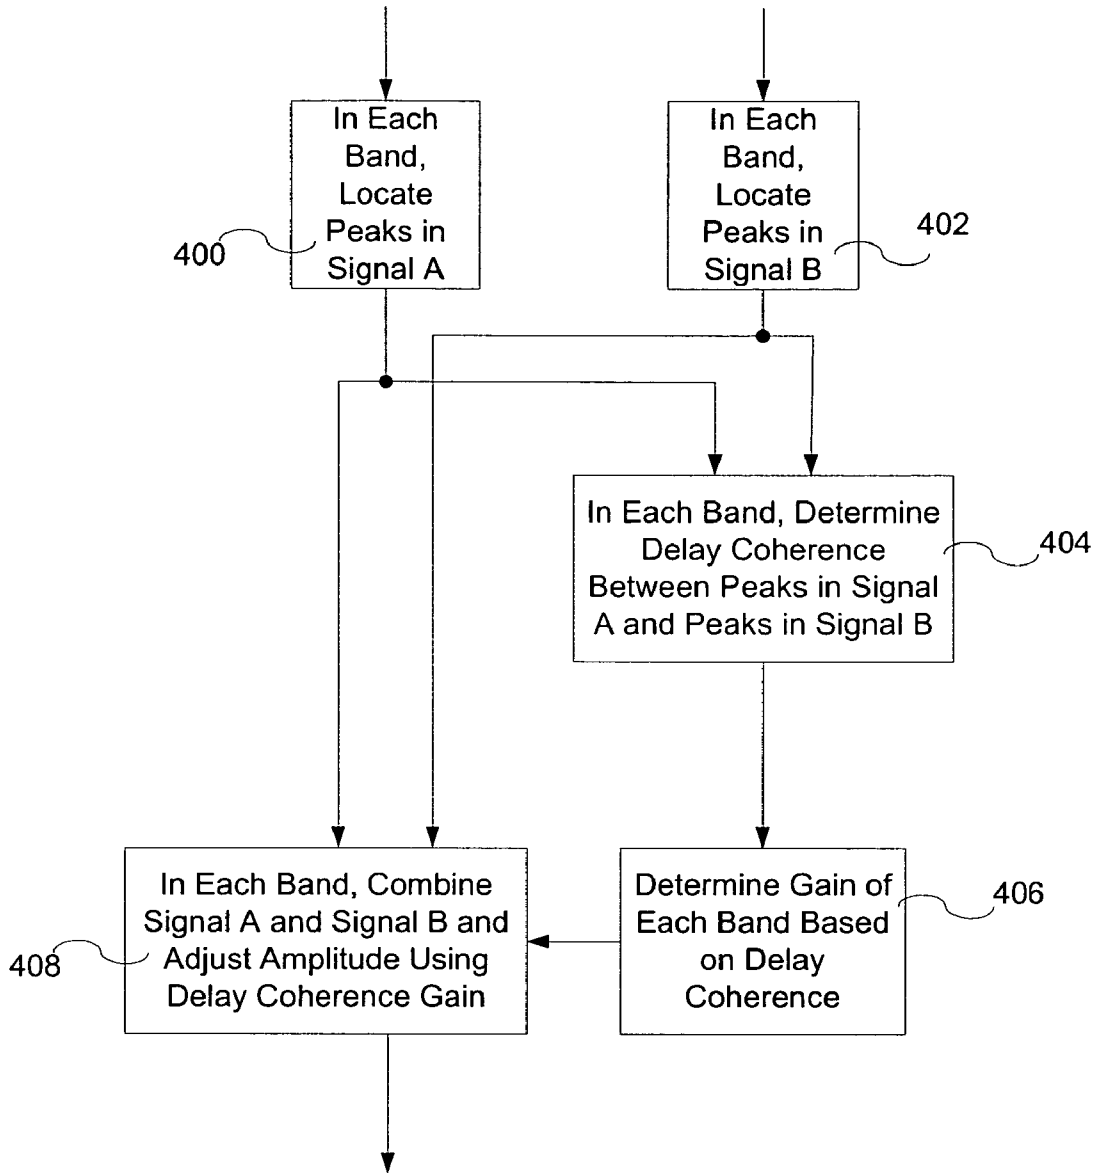 In Each
Band,
Locate
Peaks in
Signal A
400
In Each
Band,
Locate
Peaks in
Signal B
402
In Each Band, Determine
Delay Coherence
Between Peaks in Signal
A and Peaks in Signal B
404
In Each Band, Combine
Signal A and Signal B and
Adjust Amplitude Using
Delay Coherence Gain
408
Determine Gain of
Each Band Based
on Delay
Coherence
406